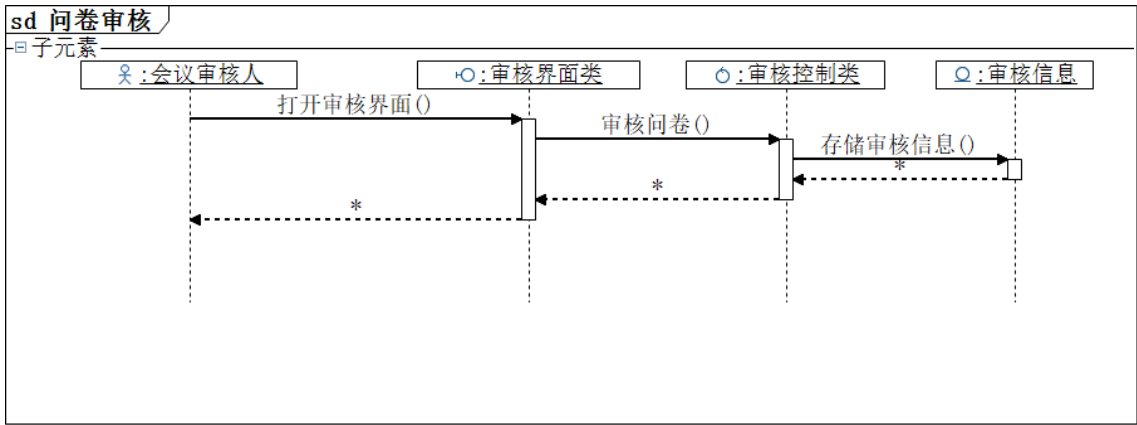 sd 问卷审核
子元素
:会议审核人
:审核界面类
:审核控制类
:审核信息
打开审核界面()
审核问卷()
存储审核信息()
*
*
*